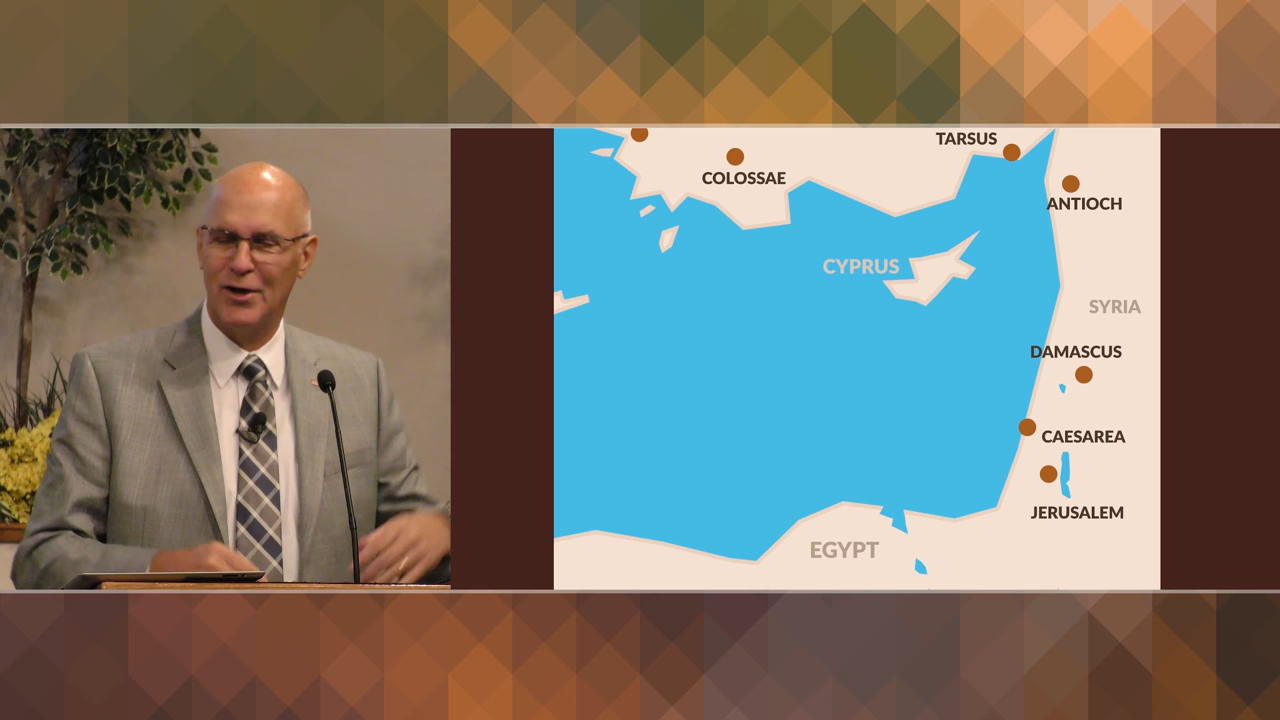 TARSUS
COLOSSAE
ANTIOCH
CYPRUS
SYRIA
DAMASCUS
CAESAREA
JERUSALEM
EGYPT